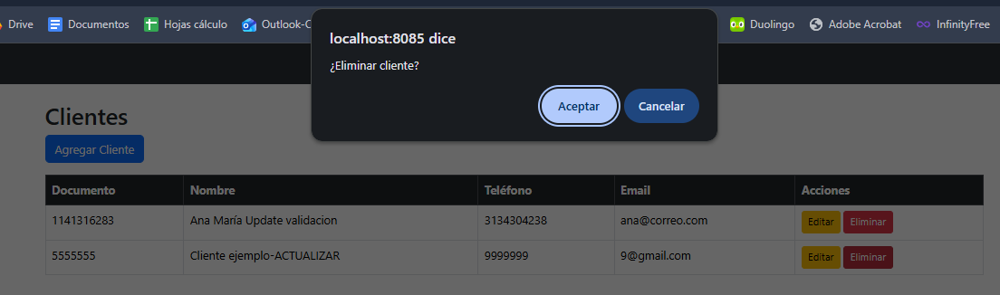 Drive Documentos Hojas cálculo Outlook-C Duolingo Adobe Acrobat InfinityFree
localhost:8085 dice
¿Eliminar cliente?
Aceptar Cancelar
Clientes
Agregar Cliente
Documento Nombre Teléfono Email Acciones
1141316283 Ana María Update validacion 3134304238 ana@correo.com Editar Eliminar
5555555 Cliente ejemplo-ACTUALIZAR 9999999 9@gmail.com Editar Eliminar